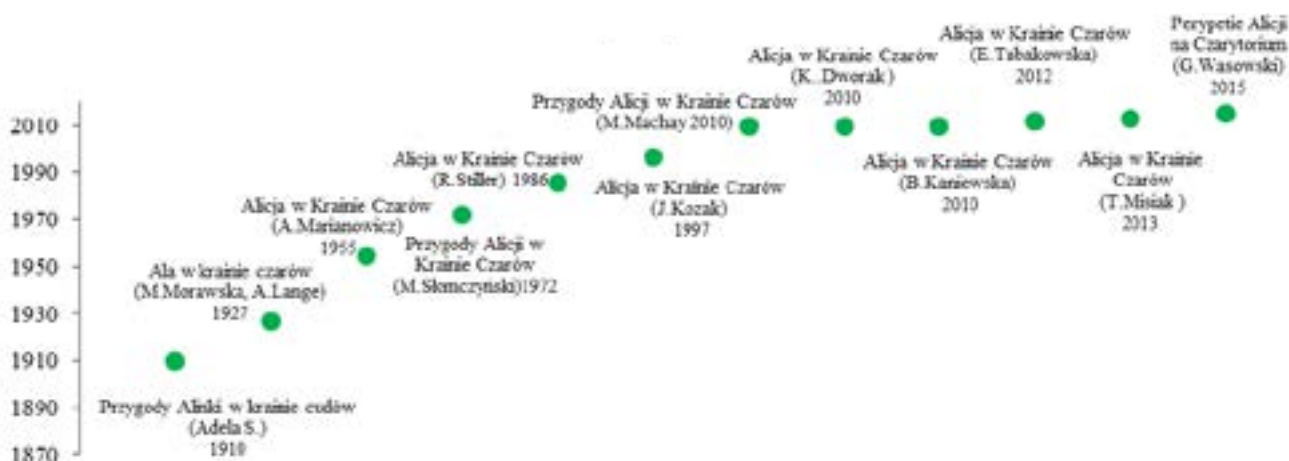 2010
1990
1970
1950
1930
1910
1890
1870
Przygody Alinki w krainie cudów
(Adela S.)
1910
Ala w krainie czarów
(M.Morawska, A.Lange)
1927
Alicja w Krainie Czarów
(A.Marianowicz)
1955
Przygody Alicji w
Krainie Czarów
(M.Słomczyński)1972
Alicja w Krainie Czarów
(R.Stiller) 1986
Alicja w Krainie Czarów
(J.Kozak)
1997
Przygody Alicji w Krainie Czarów
(M.Machay 2010)
Alicja w Krainie Czarów
(K. Dworak )
2010
Alicja w Krainie Czarów
(B.Kaniewska)
2010
Alicja w Krainie Czarów
(E.Tabakowska)
2012
Alicja w Krainie
Czarów
(T.Misiak )
2013
Perypetie Alicji
na Czarytorium
(G.Wasowski)
2015